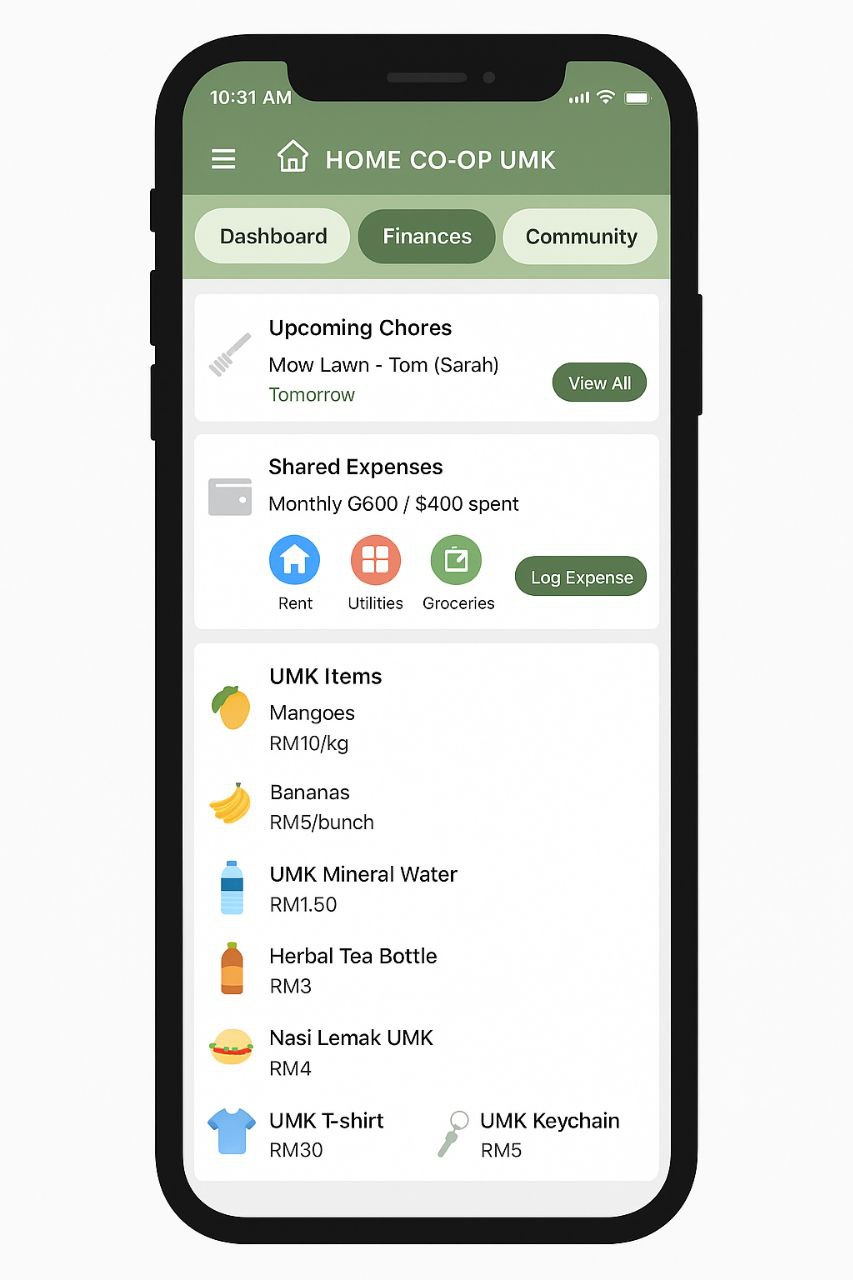 10:31 AM
HOME CO-OP UMK
Dashboard Finances Community
Upcoming Chores
Mow Lawn - Tom (Sarah)
Tomorrow
View All
Shared Expenses
Monthly G600 / $400 spent
Rent Utilities Groceries
Log Expense
UMK Items
Mangoes
RM10/kg
Bananas
RM5/bunch
UMK Mineral Water
RM1.50
Herbal Tea Bottle
RM3
Nasi Lemak UMK
RM4
UMK T-shirt
RM30
UMK Keychain
RM5